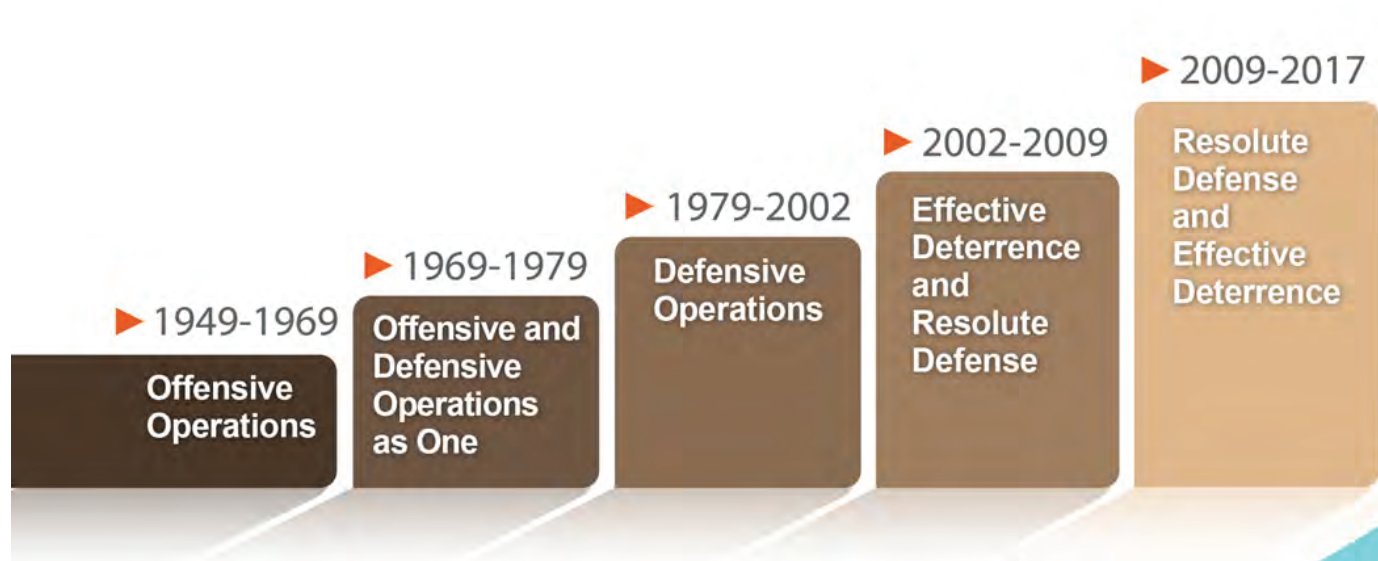 1949-1969
Offensive
Operations
1969-1979
Offensive and
Defensive
Operations
as One
1979-2002
Defensive
Operations
2002-2009
Effective
Deterrence
and
Resolute
Defense
2009-2017
Resolute
Defense
and
Effective
Deterrence